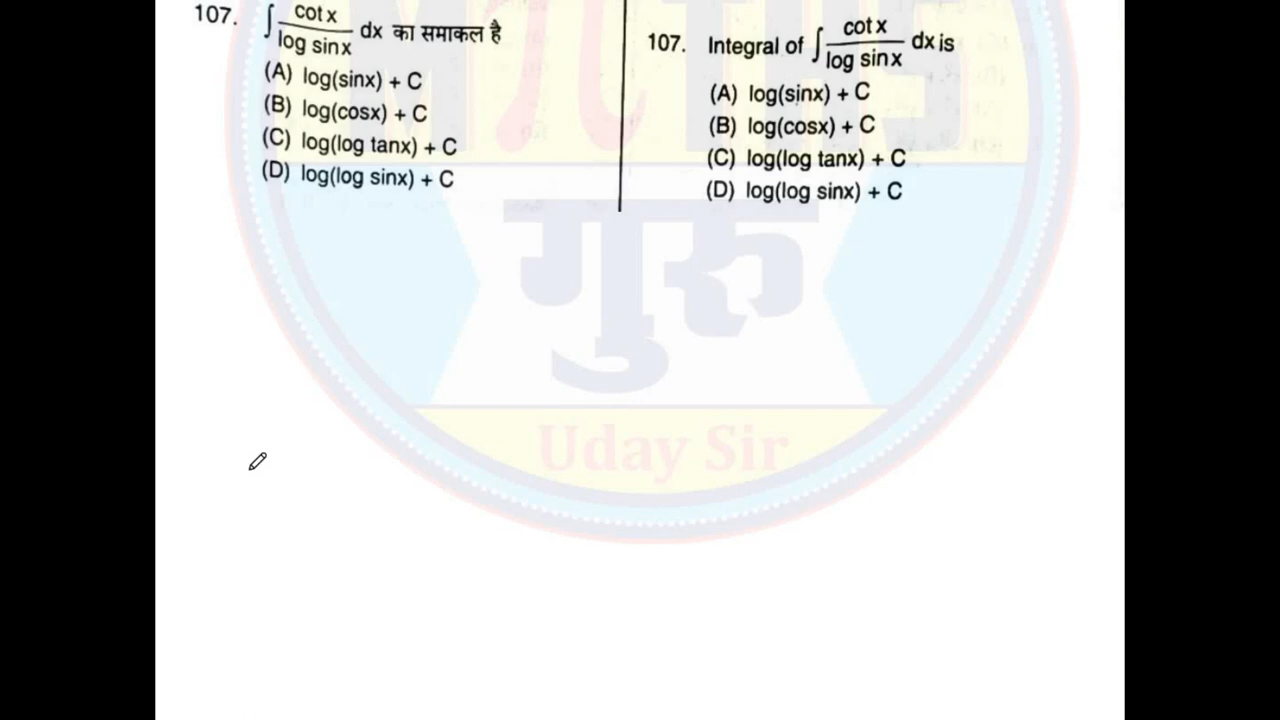 107. ∫ cot x / log sin x dx का समाकल है
(A) log(sinx) + C
(B) log(cosx) + C
(C) log(log tanx) + C
(D) log(log sinx) + C
107. Integral of ∫ cot x / log sin x dx is
(A) log(sinx) + C
(B) log(cosx) + C
(C) log(log tanx) + C
(D) log(log sinx) + C
MπTHS
गुरु
Uday Sir